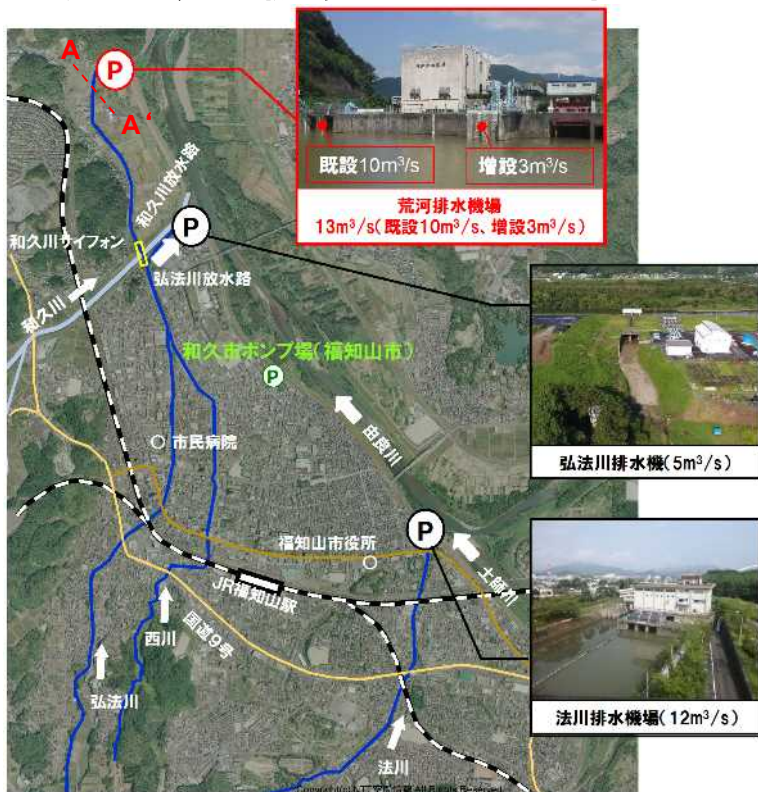 A
P
A‘
既設10m³/s
増設3m³/s
荒河排水機場
13m³/s(既設10m³/s、増設3m³/s)
和久川放水路
P
和久川サイフォン
弘法川放水路
和久川
和久市ポンプ場(福知山市)
P
弘法川排水機(5m³/s)
市民病院
由良川
P
福知山市役所
土師川
JR福知山駅
国道9号
西川
弘法川
法川
法川排水機場(12m³/s)